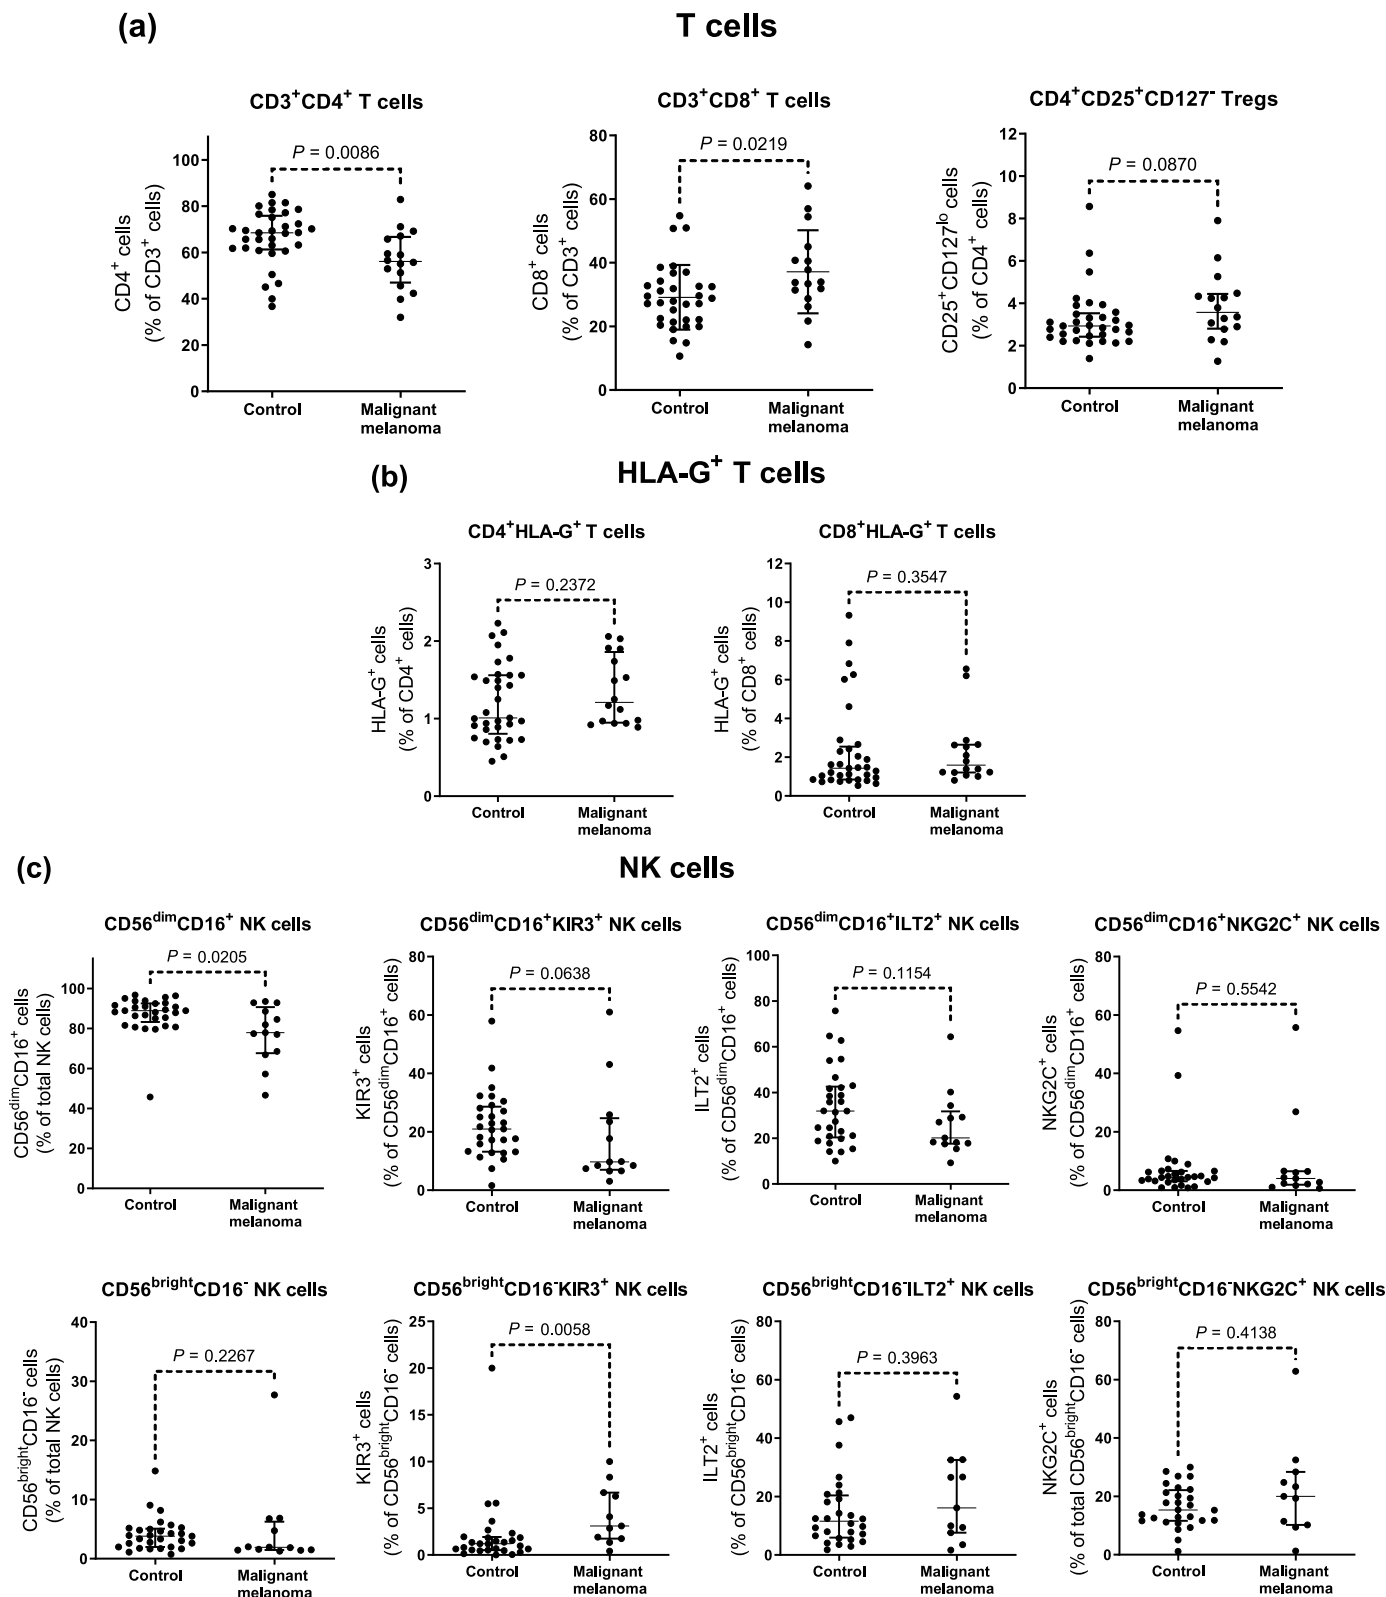 (a)
T cells
CD3⁺CD4⁺ T cells
P = 0.0086
CD4⁺ cells
(% of CD3⁺ cells)
100
80
60
40
20
0
Control
Malignant
melanoma
CD3⁺CD8⁺ T cells
P = 0.0219
CD8⁺ cells
(% of CD3⁺ cells)
80
60
40
20
0
Control
Malignant
melanoma
CD4⁺CD25⁺CD127⁻ Tregs
P = 0.0870
CD25⁺CD127ˡᵒ cells
(% of CD4⁺ cells)
12
10
8
6
4
2
0
Control
Malignant
melanoma
(b)
HLA-G⁺ T cells
CD4⁺HLA-G⁺ T cells
P = 0.2372
HLA-G⁺ cells
(% of CD4⁺ cells)
3
2
1
0
Control
Malignant
melanoma
CD8⁺HLA-G⁺ T cells
P = 0.3547
HLA-G⁺ cells
(% of CD8⁺ cells)
12
10
8
6
4
2
0
Control
Malignant
melanoma
(c)
NK cells
CD56ᵈⁱᵐCD16⁺ NK cells
P = 0.0205
CD56ᵈⁱᵐCD16⁺ cells
(% of total NK cells)
100
80
60
40
20
0
Control
Malignant
melanoma
CD56ᵈⁱᵐCD16⁺KIR3⁺ NK cells
P = 0.0638
KIR3⁺ cells
(% of CD56ᵈⁱᵐCD16⁺ cells)
80
60
40
20
0
Control
Malignant
melanoma
CD56ᵈⁱᵐCD16⁺ILT2⁺ NK cells
P = 0.1154
ILT2⁺ cells
(% of CD56ᵈⁱᵐCD16⁺ cells)
100
80
60
40
20
0
Control
Malignant
melanoma
CD56ᵈⁱᵐCD16⁺NKG2C⁺ NK cells
P = 0.5542
NKG2C⁺ cells
(% of CD56ᵈⁱᵐCD16⁺ cells)
80
60
40
20
0
Control
Malignant
melanoma
CD56ᵇʳⁱᵍʰᵗCD16⁻ NK cells
P = 0.2267
CD56ᵇʳⁱᵍʰᵗCD16⁻ cells
(% of total NK cells)
40
30
20
10
0
Control
Malignant
melanoma
CD56ᵇʳⁱᵍʰᵗCD16⁻KIR3⁺ NK cells
P = 0.0058
KIR3⁺ cells
(% of CD56ᵇʳⁱᵍʰᵗCD16⁻ cells)
25
20
15
10
5
0
Control
Malignant
melanoma
CD56ᵇʳⁱᵍʰᵗCD16⁻ILT2⁺ NK cells
P = 0.3963
ILT2⁺ cells
(% of CD56ᵇʳⁱᵍʰᵗCD16⁻ cells)
80
60
40
20
0
Control
Malignant
melanoma
CD56ᵇʳⁱᵍʰᵗCD16⁻NKG2C⁺ NK cells
P = 0.4138
NKG2C⁺ cells
(% of total CD56ᵇʳⁱᵍʰᵗCD16⁻ cells)
80
60
40
20
0
Control
Malignant
melanoma